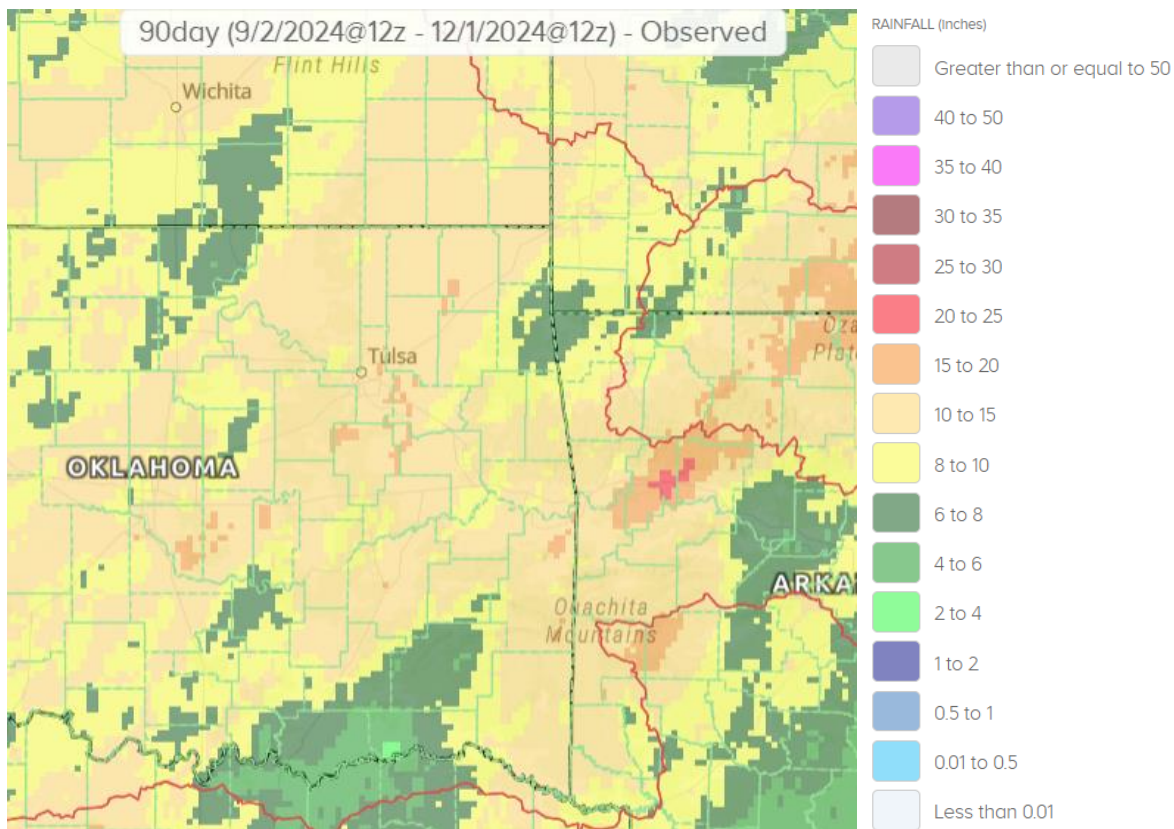 90day (9/2/2024@12z - 12/1/2024@12z) - Observed
Flint Hills
Wichita
Tulsa
OKLAHOMA
Oza
Plat
ARKA
Ouachita
Mountains
RAINFALL (Inches)
Greater than or equal to 50
40 to 50
35 to 40
30 to 35
25 to 30
20 to 25
15 to 20
10 to 15
8 to 10
6 to 8
4 to 6
2 to 4
1 to 2
0.5 to 1
0.01 to 0.5
Less than 0.01